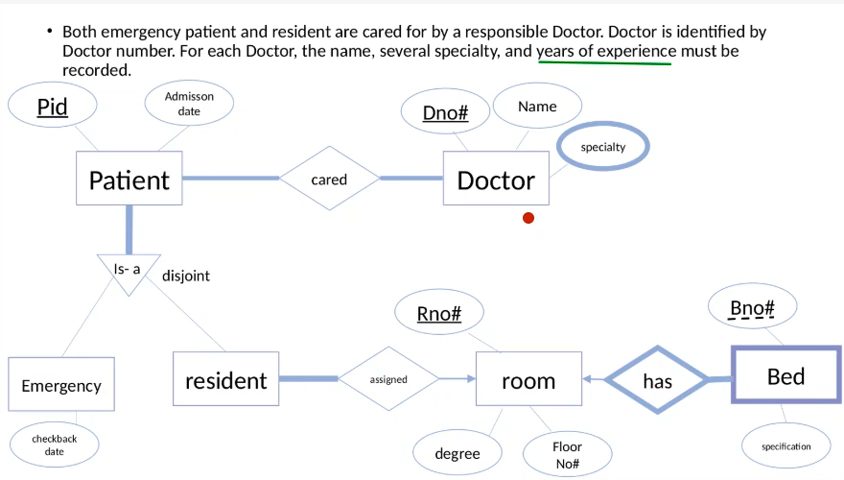 • Both emergency patient and resident are cared for by a responsible Doctor. Doctor is identified by
Doctor number. For each Doctor, the name, several specialty, and years of experience must be
recorded.
Pid
Admisson
date
Dno#
Name
specialty
Patient
cared
Doctor
Is- a
disjoint
Rno#
Bno#
Emergency
resident
assigned
room
has
Bed
checkback
date
degree
Floor
No#
specification